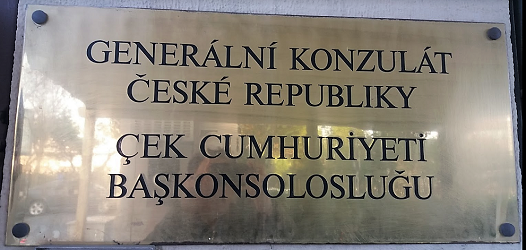 GENERÁLNÍ KONZULÁT
ČESKÉ REPUBLIKY
ÇEK CUMHURİYETİ
BAŞKONSOLOSLUĞU